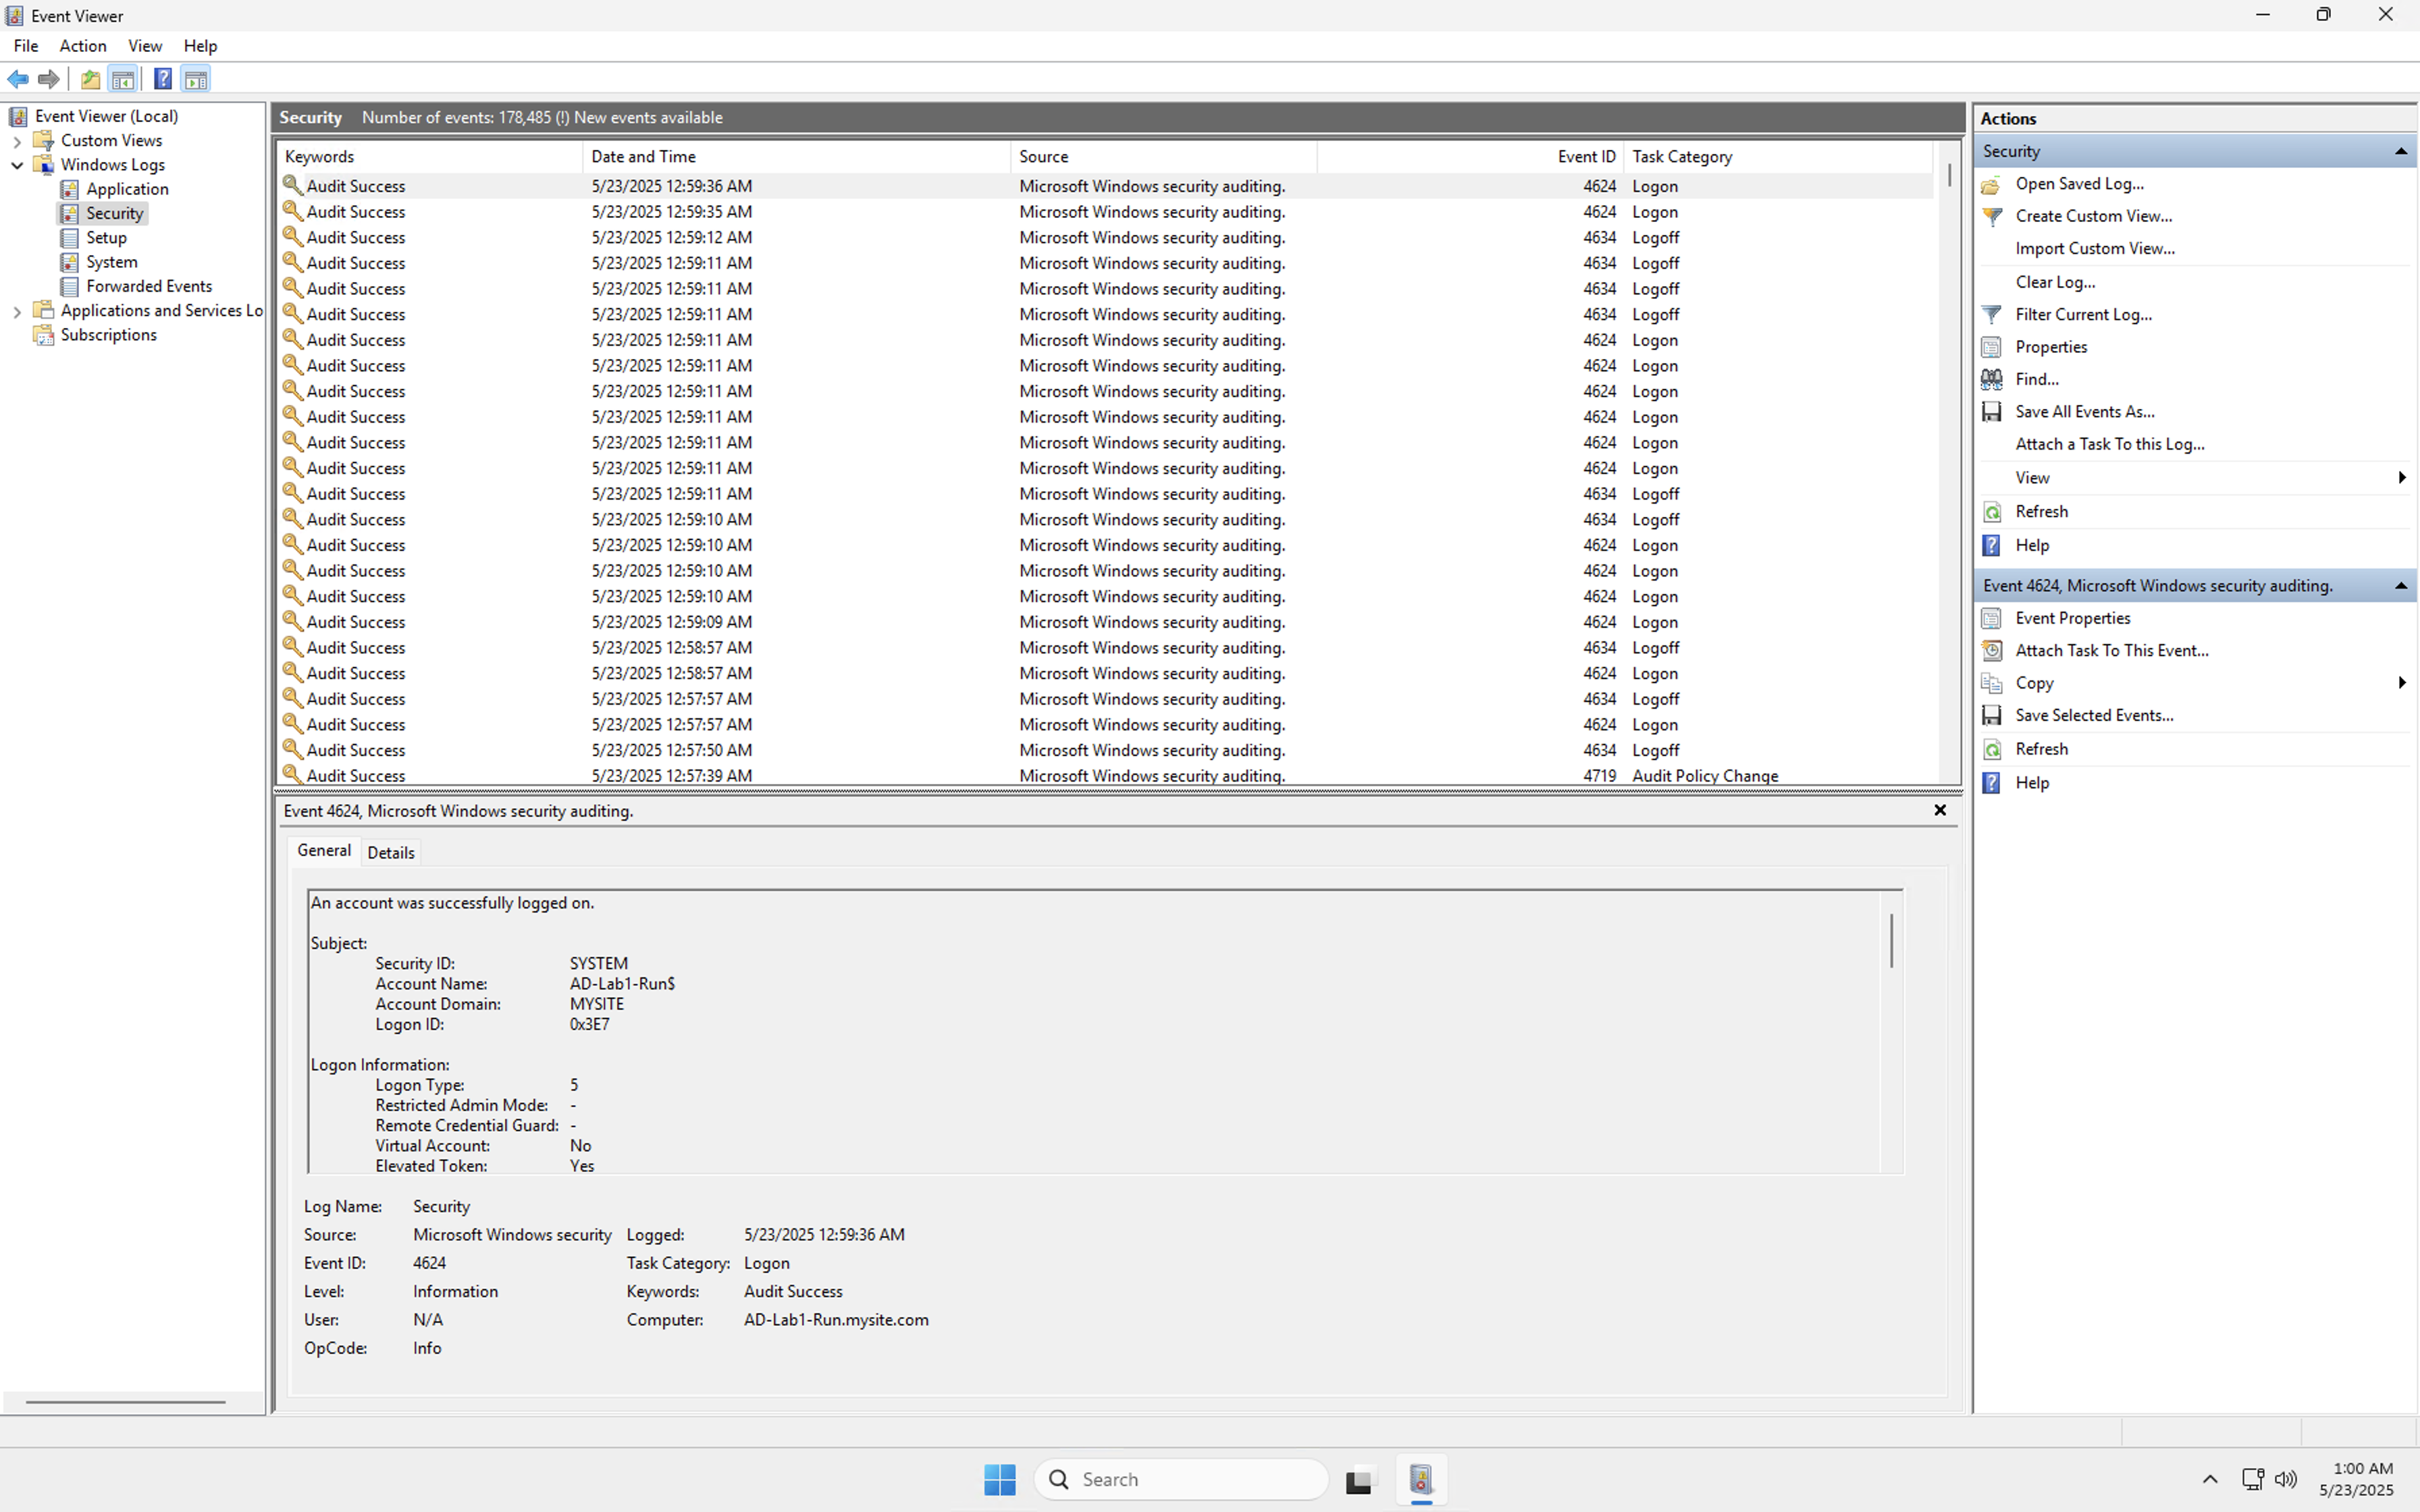 Event Viewer
File Action View Help
Event Viewer (Local)
Custom Views
Windows Logs
Application
Security
Setup
System
Forwarded Events
Applications and Services Lo
Subscriptions
Security Number of events: 178,485 (!) New events available
Keywords Date and Time Source Event ID Task Category
Audit Success 5/23/2025 12:59:36 AM Microsoft Windows security auditing. 4624 Logon
Audit Success 5/23/2025 12:59:35 AM Microsoft Windows security auditing. 4624 Logon
Audit Success 5/23/2025 12:59:12 AM Microsoft Windows security auditing. 4634 Logoff
Audit Success 5/23/2025 12:59:11 AM Microsoft Windows security auditing. 4634 Logoff
Audit Success 5/23/2025 12:59:11 AM Microsoft Windows security auditing. 4634 Logoff
Audit Success 5/23/2025 12:59:11 AM Microsoft Windows security auditing. 4634 Logoff
Audit Success 5/23/2025 12:59:11 AM Microsoft Windows security auditing. 4624 Logon
Audit Success 5/23/2025 12:59:11 AM Microsoft Windows security auditing. 4624 Logon
Audit Success 5/23/2025 12:59:11 AM Microsoft Windows security auditing. 4624 Logon
Audit Success 5/23/2025 12:59:11 AM Microsoft Windows security auditing. 4624 Logon
Audit Success 5/23/2025 12:59:11 AM Microsoft Windows security auditing. 4624 Logon
Audit Success 5/23/2025 12:59:11 AM Microsoft Windows security auditing. 4624 Logon
Audit Success 5/23/2025 12:59:11 AM Microsoft Windows security auditing. 4634 Logoff
Audit Success 5/23/2025 12:59:10 AM Microsoft Windows security auditing. 4634 Logoff
Audit Success 5/23/2025 12:59:10 AM Microsoft Windows security auditing. 4624 Logon
Audit Success 5/23/2025 12:59:10 AM Microsoft Windows security auditing. 4624 Logon
Audit Success 5/23/2025 12:59:10 AM Microsoft Windows security auditing. 4624 Logon
Audit Success 5/23/2025 12:59:09 AM Microsoft Windows security auditing. 4624 Logon
Audit Success 5/23/2025 12:58:57 AM Microsoft Windows security auditing. 4634 Logoff
Audit Success 5/23/2025 12:58:57 AM Microsoft Windows security auditing. 4624 Logon
Audit Success 5/23/2025 12:57:57 AM Microsoft Windows security auditing. 4634 Logoff
Audit Success 5/23/2025 12:57:57 AM Microsoft Windows security auditing. 4624 Logon
Audit Success 5/23/2025 12:57:50 AM Microsoft Windows security auditing. 4634 Logoff
Audit Success 5/23/2025 12:57:39 AM Microsoft Windows security auditing. 4719 Audit Policy Change
Event 4624, Microsoft Windows security auditing.
General Details
An account was successfully logged on.
Subject:
Security ID: SYSTEM
Account Name: AD-Lab1-Run$
Account Domain: MYSITE
Logon ID: 0x3E7
Logon Information:
Logon Type: 5
Restricted Admin Mode: -
Remote Credential Guard: -
Virtual Account: No
Elevated Token: Yes
Log Name: Security
Source: Microsoft Windows security Logged: 5/23/2025 12:59:36 AM
Event ID: 4624 Task Category: Logon
Level: Information Keywords: Audit Success
User: N/A Computer: AD-Lab1-Run.mysite.com
OpCode: Info
Actions
Security
Open Saved Log...
Create Custom View...
Import Custom View...
Clear Log...
Filter Current Log...
Properties
Find...
Save All Events As...
Attach a Task To this Log...
View
Refresh
Help
Event 4624, Microsoft Windows security auditing.
Event Properties
Attach Task To This Event...
Copy
Save Selected Events...
Refresh
Help
Search
1:00 AM
5/23/2025